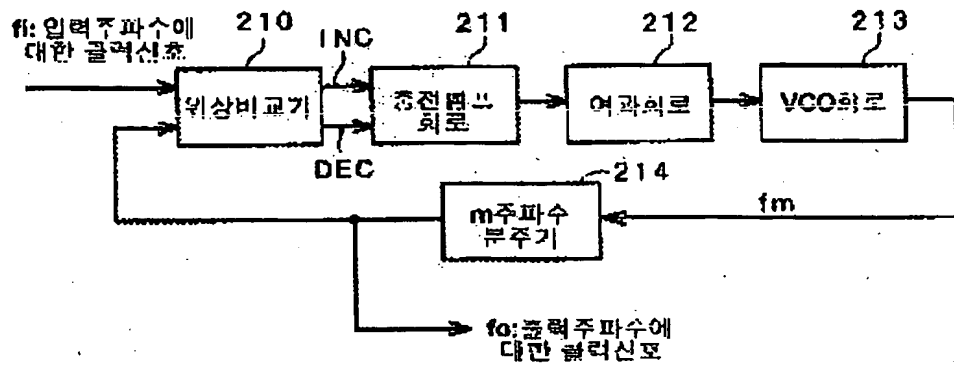 fi: 입력주파수에
대한 클럭신호
210
INC
211
212
213
위상비교기
충전펌프
회로
여과회로
VCO회로
DEC
214
m주파수
분주기
fm
fo:출력주파수에
대한 클럭신호